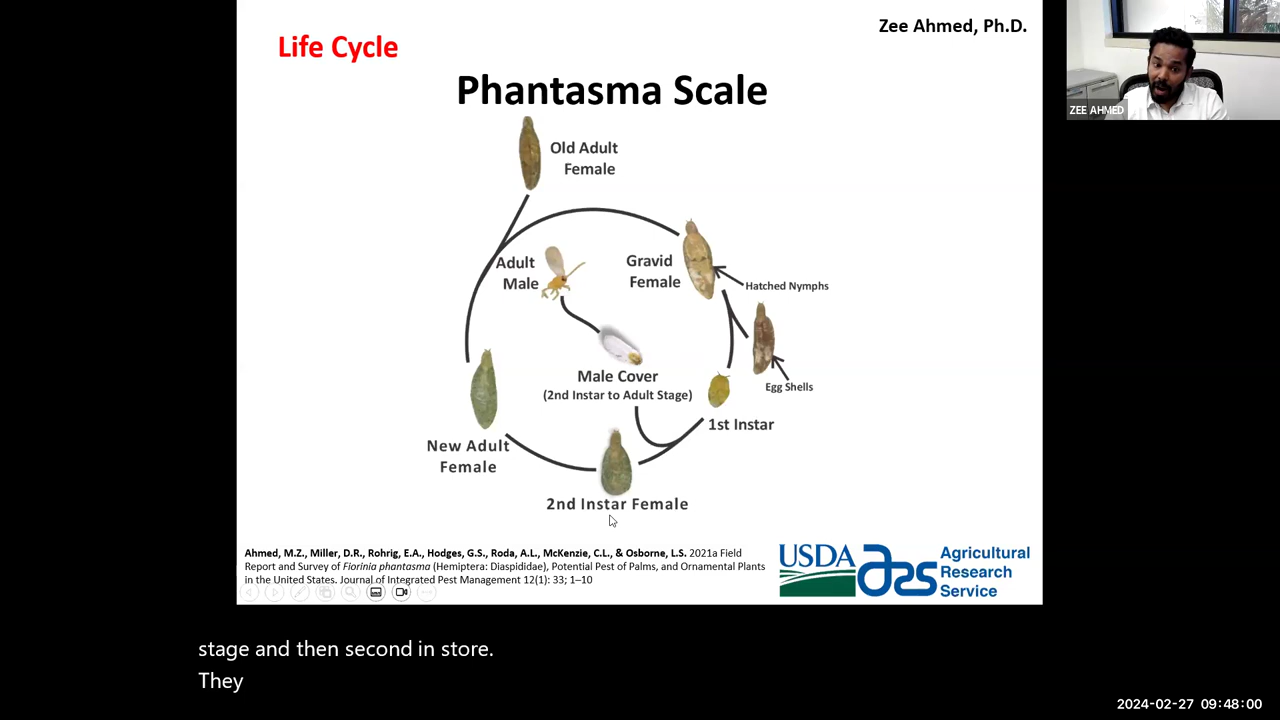 Zee Ahmed, Ph.D.
Life Cycle
Phantasma Scale
ZEE AHMED
Old Adult
Female
Adult
Male
Gravid
Female
Hatched Nymphs
Egg Shells
Male Cover
(2nd Instar to Adult Stage)
1st Instar
New Adult
Female
2nd Instar Female
Ahmed, M.Z., Miller, D.R., Rohrig, E.A., Hodges, G.S., Roda, A.L., McKenzie, C.L., & Osborne, L.S. 2021a Field
Report and Survey of Fiorinia phantasma (Hemiptera: Diaspididae), Potential Pest of Palms, and Ornamental Plants
in the United States. Journal of Integrated Pest Management 12(1): 33; 1–10
USDA
ars
Agricultural
Research
Service
stage and then second in store.
They
2024-02-27 09:48:00